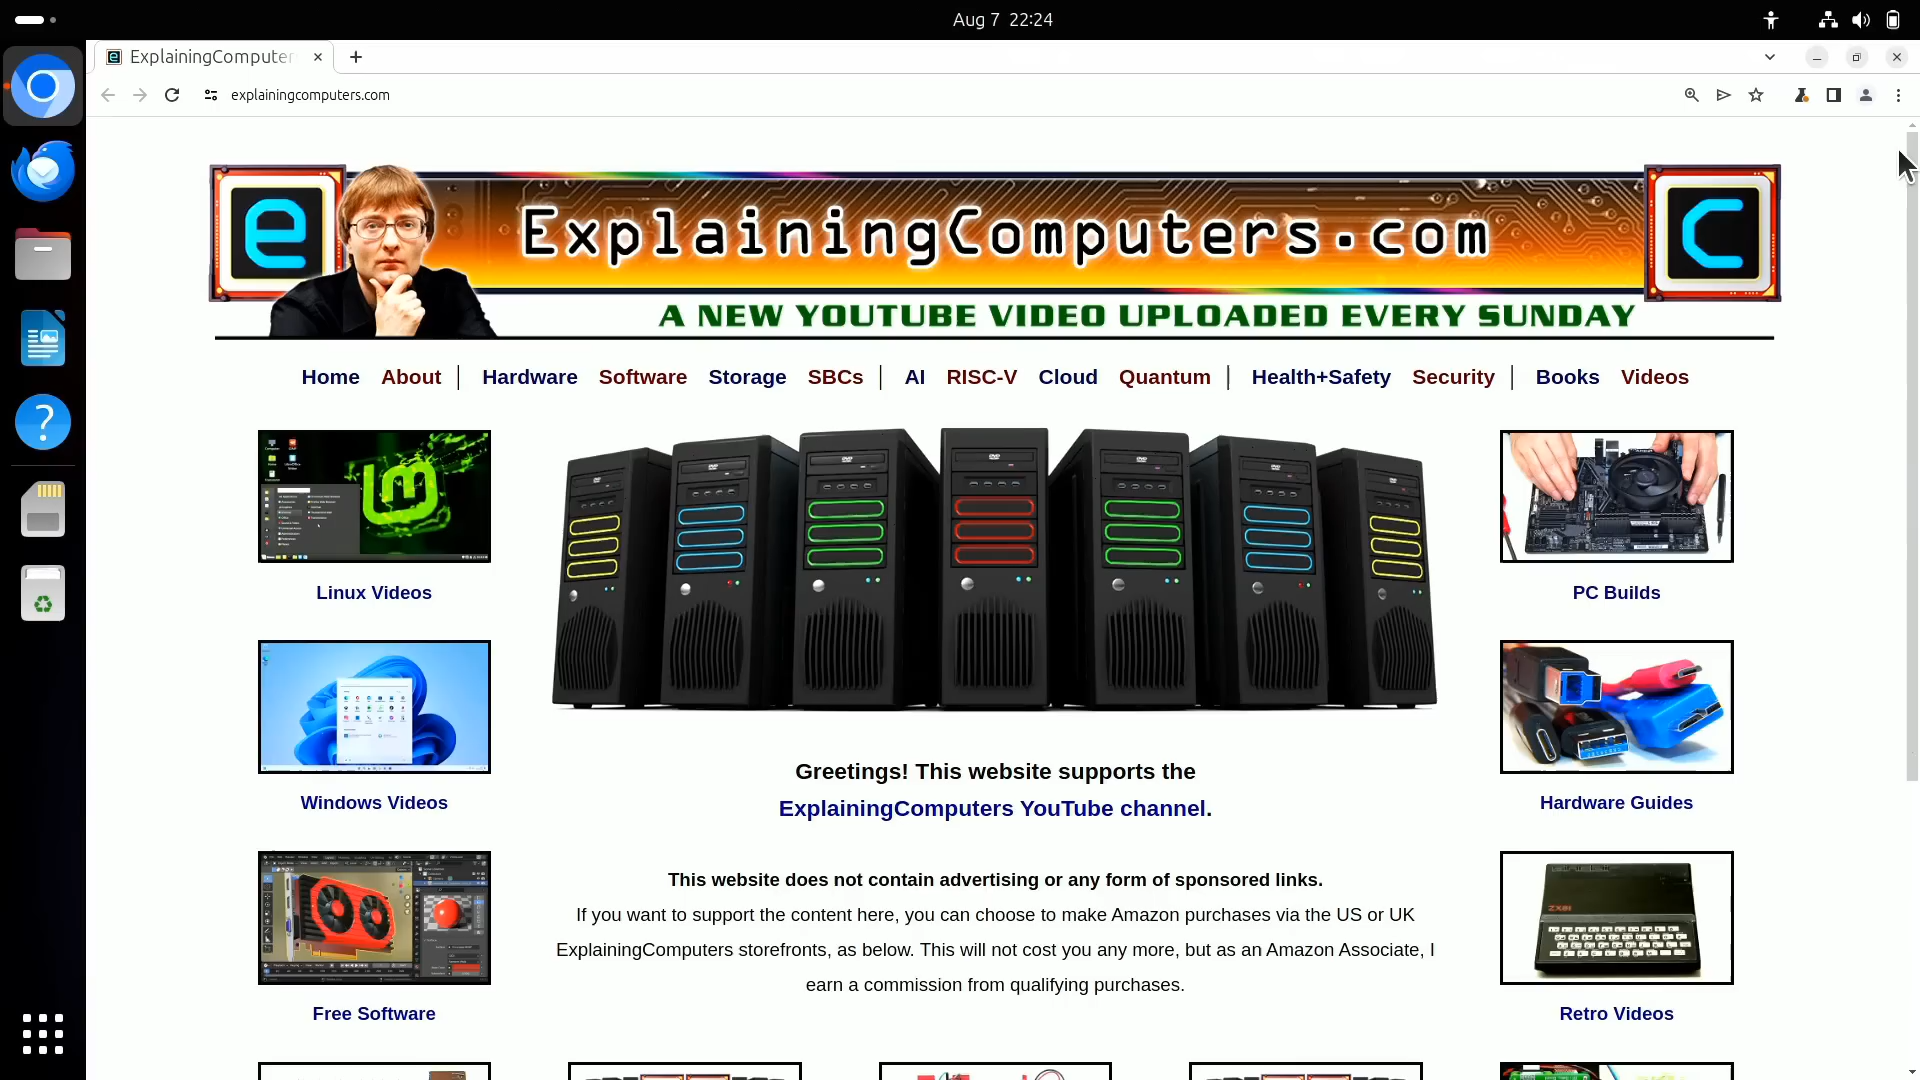 Aug 7 22:24
ExplainingComputer
explainingcomputers.com
e
ExplainingComputers.com
C
A NEW YOUTUBE VIDEO UPLOADED EVERY SUNDAY
Home About | Hardware Software Storage SBCs | AI RISC-V Cloud Quantum | Health+Safety Security | Books Videos
Linux Videos
PC Builds
Windows Videos
Hardware Guides
Greetings! This website supports the
ExplainingComputers YouTube channel.
This website does not contain advertising or any form of sponsored links.
If you want to support the content here, you can choose to make Amazon purchases via the US or UK
ExplainingComputers storefronts, as below. This will not cost you any more, but as an Amazon Associate, I
earn a commission from qualifying purchases.
ZX81
Free Software
Retro Videos